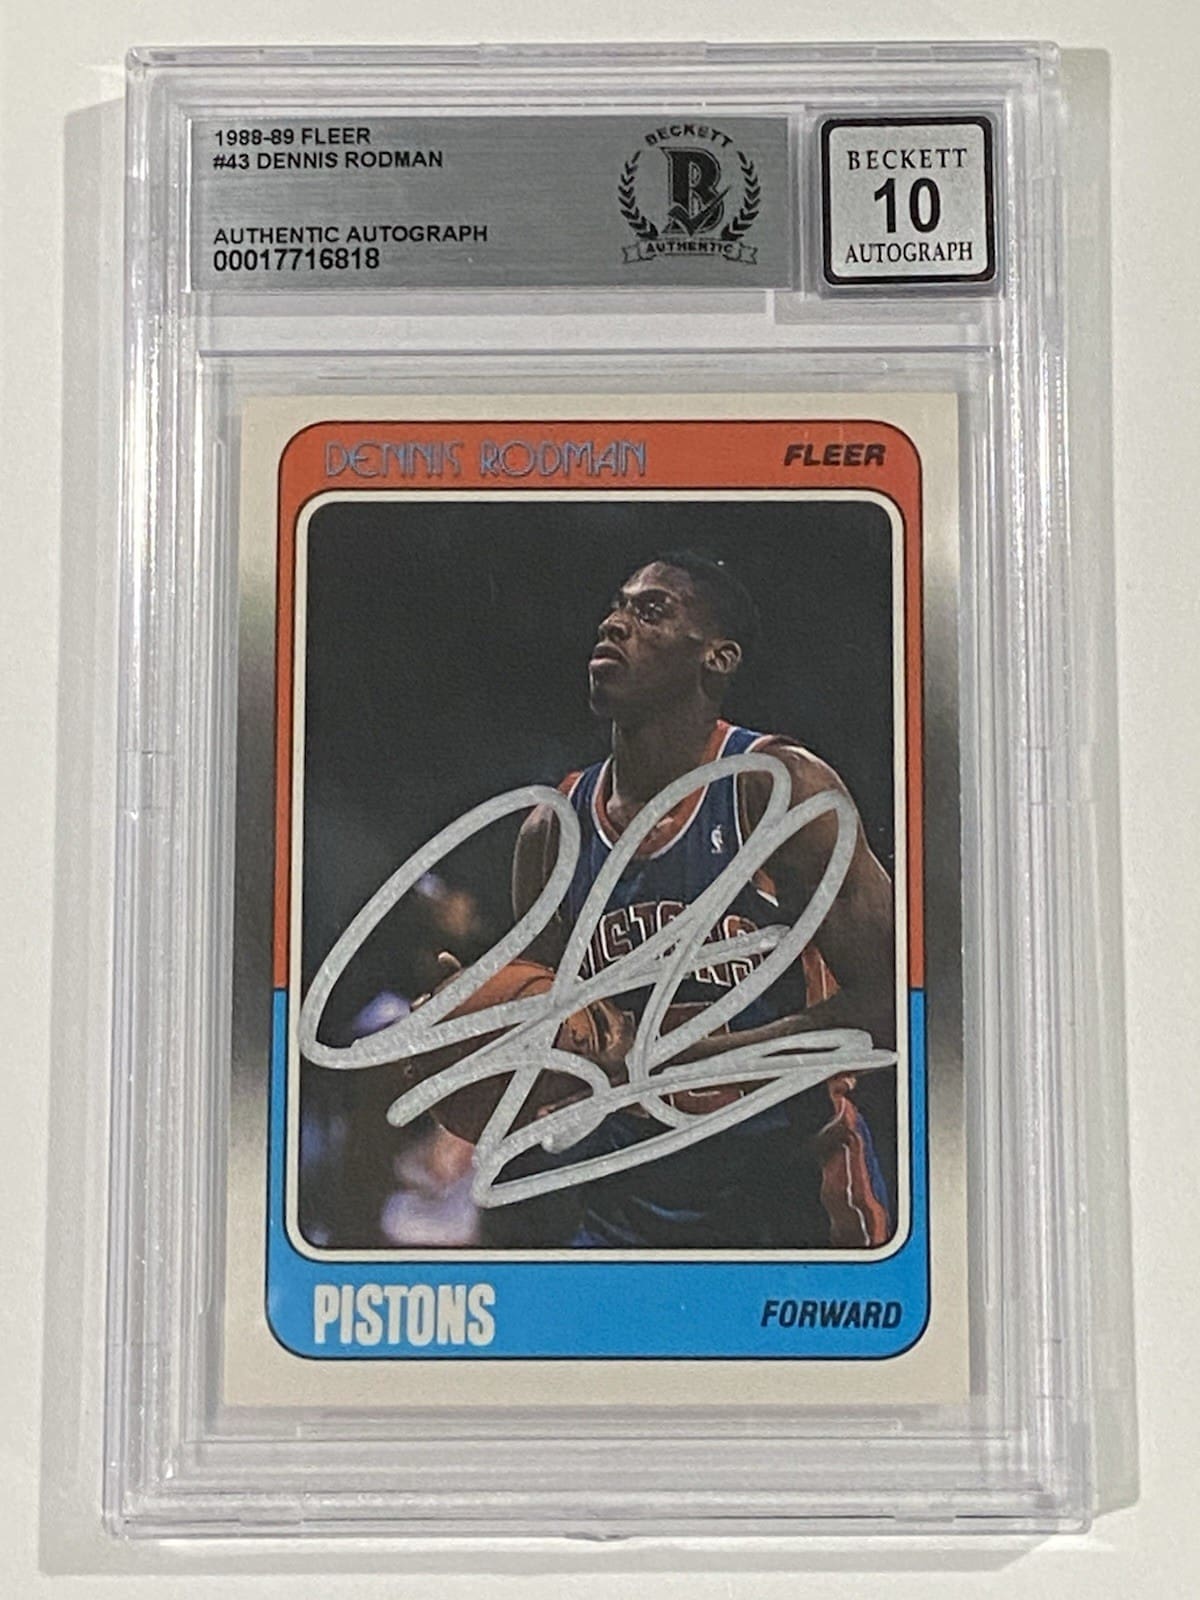 1988-89 FLEER
#43 DENNIS RODMAN
AUTHENTIC AUTOGRAPH
00017716818
BECKETT
B
AUTHENTIC
BECKETT
10
AUTOGRAPH
DENNIS RODMAN FLEER
PISTONS
PISTONS FORWARD